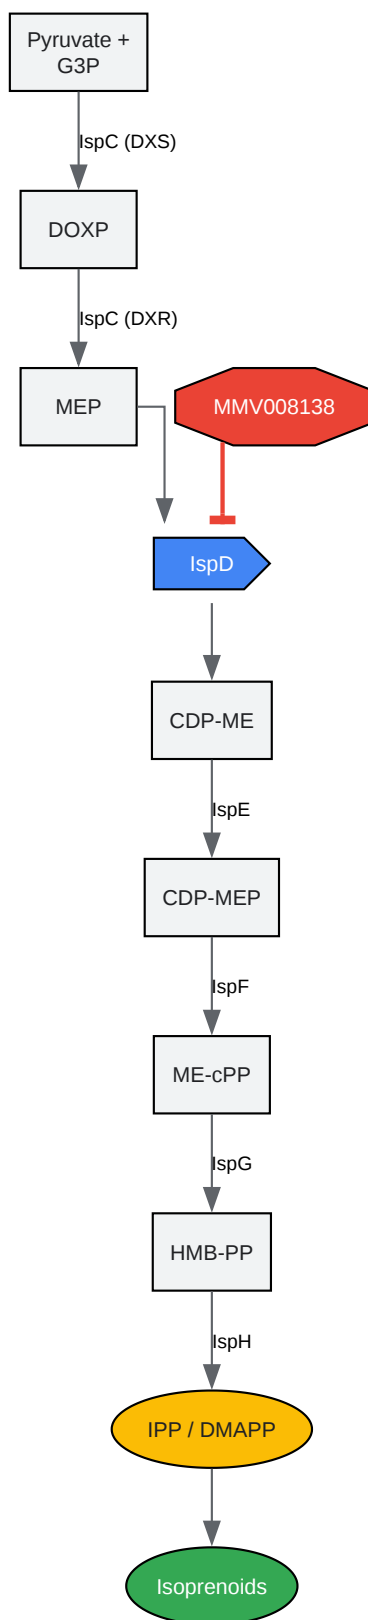 Pyruvate +
G3P
IspC (DXS)
DOXP
IspC (DXR)
MEP
MMV008138
IspD
CDP-ME
IspE
CDP-MEP
IspF
ME-cPP
IspG
HMB-PP
IspH
IPP / DMAPP
Isoprenoids